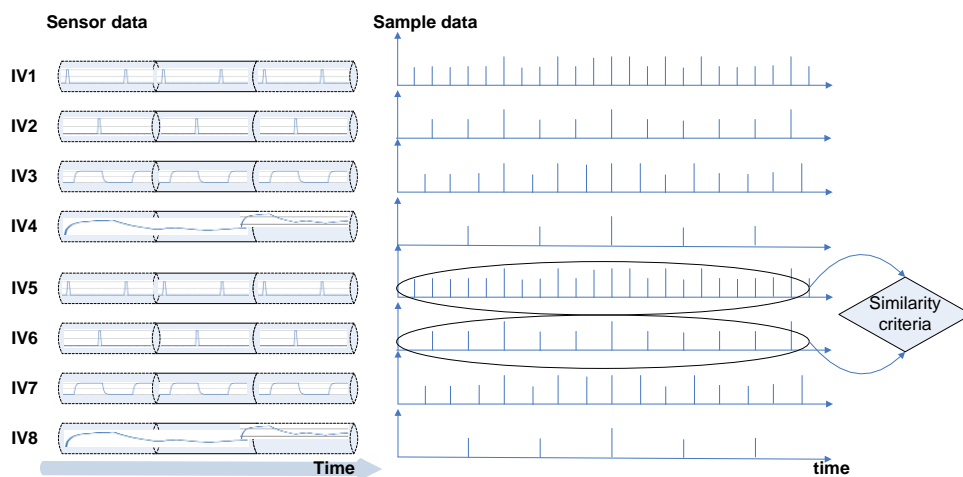 Sensor data
Sample data
IV1
IV2
IV3
IV4
IV5
IV6
IV7
IV8
Similarity
criteria
Time
time